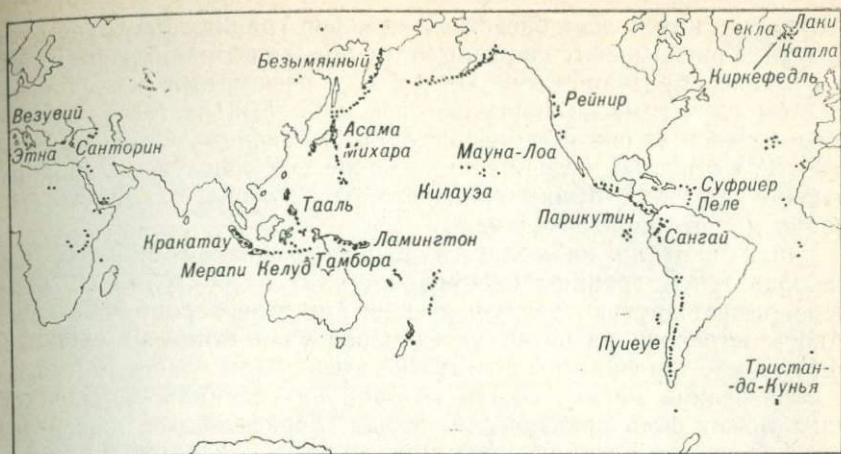 Гекла
Лаки
Катла
Киркефедль
Безымянный
Рейнир
Везувий
Этна
Санторин
Асама
Михара
Мауна-Лоа
Килауэа
Суфриер
Пеле
Тааль
Парикутин
Сангай
Кракатау
Ламингтон
Мерапи
Келуд
Тамбора
Пуиеуе
Тристан-
-да-Кунья